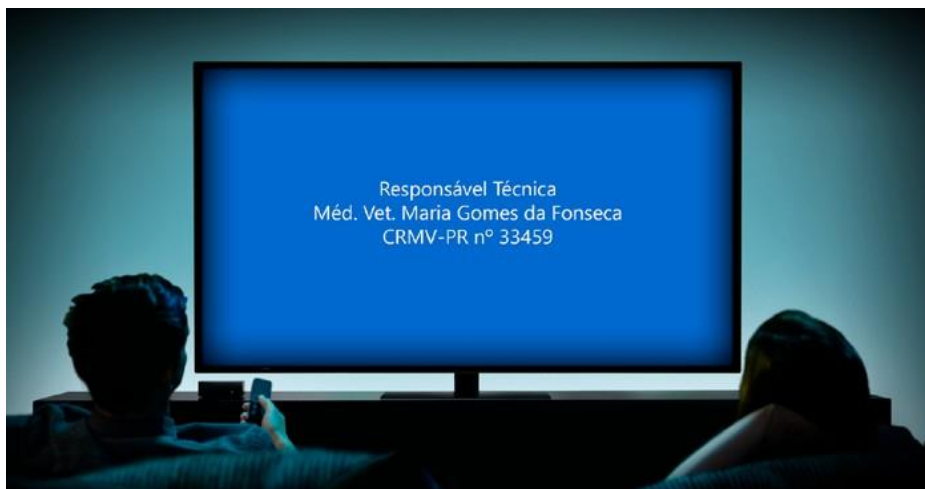 Responsável Técnica
Méd. Vet. Maria Gomes da Fonseca
CRMV-PR nº 33459